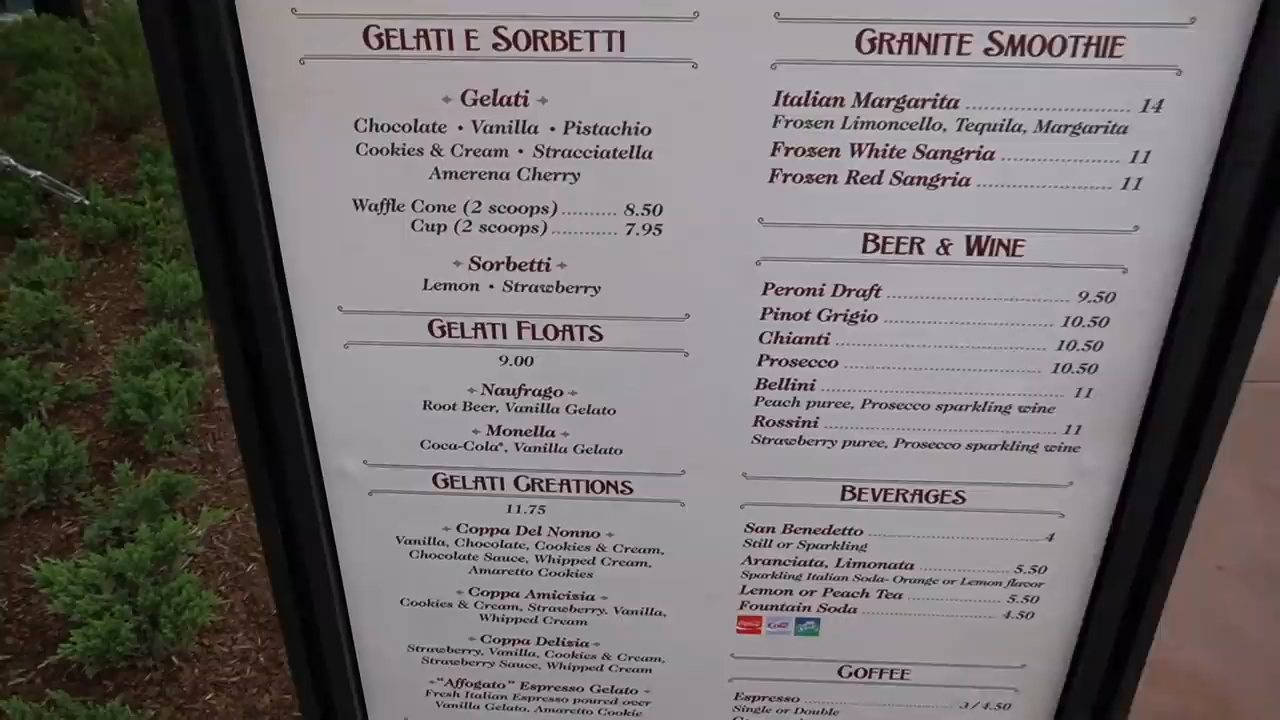 GELATI E SORBETTI
Gelati
Chocolate • Vanilla • Pistachio
Cookies & Cream • Stracciatella
Amerena Cherry
Waffle Cone (2 scoops) .......... 8.50
Cup (2 scoops) ............ 7.95
Sorbetti
Lemon • Strawberry
GELATI FLOATS
9.00
Naufrago
Root Beer, Vanilla Gelato
Monella
Coca-Cola®, Vanilla Gelato
GELATI CREATIONS
11.75
Coppa Del Nonno
Vanilla, Chocolate, Cookies & Cream,
Chocolate Sauce, Whipped Cream,
Amaretto Cookies
Coppa Amicisia
Cookies & Cream, Strawberry, Vanilla,
Whipped Cream
Coppa Delizia
Strawberry, Vanilla, Cookies & Cream,
Strawberry Sauce, Whipped Cream
"Affogato" Espresso Gelato
Fresh Italian Espresso poured over
Vanilla Gelato, Amaretto Cookie
GRANITE SMOOTHIE
Italian Margarita .......... 14
Frozen Limoncello, Tequila, Margarita
Frozen White Sangria .......... 11
Frozen Red Sangria .......... 11
BEER & WINE
Peroni Draft .......... 9.50
Pinot Grigio .......... 10.50
Chianti .......... 10.50
Prosecco .......... 10.50
Bellini .......... 11
Peach puree, Prosecco sparkling wine
Rossini .......... 11
Strawberry puree, Prosecco sparkling wine
BEVERAGES
San Benedetto .......... 4
Still or Sparkling
Aranciata, Limonata .......... 5.50
Sparkling Italian Soda- Orange or Lemon flavor
Lemon or Peach Tea .......... 5.50
Fountain Soda .......... 4.50
COFFEE
Espresso .......... 3/4.50
Single or Double